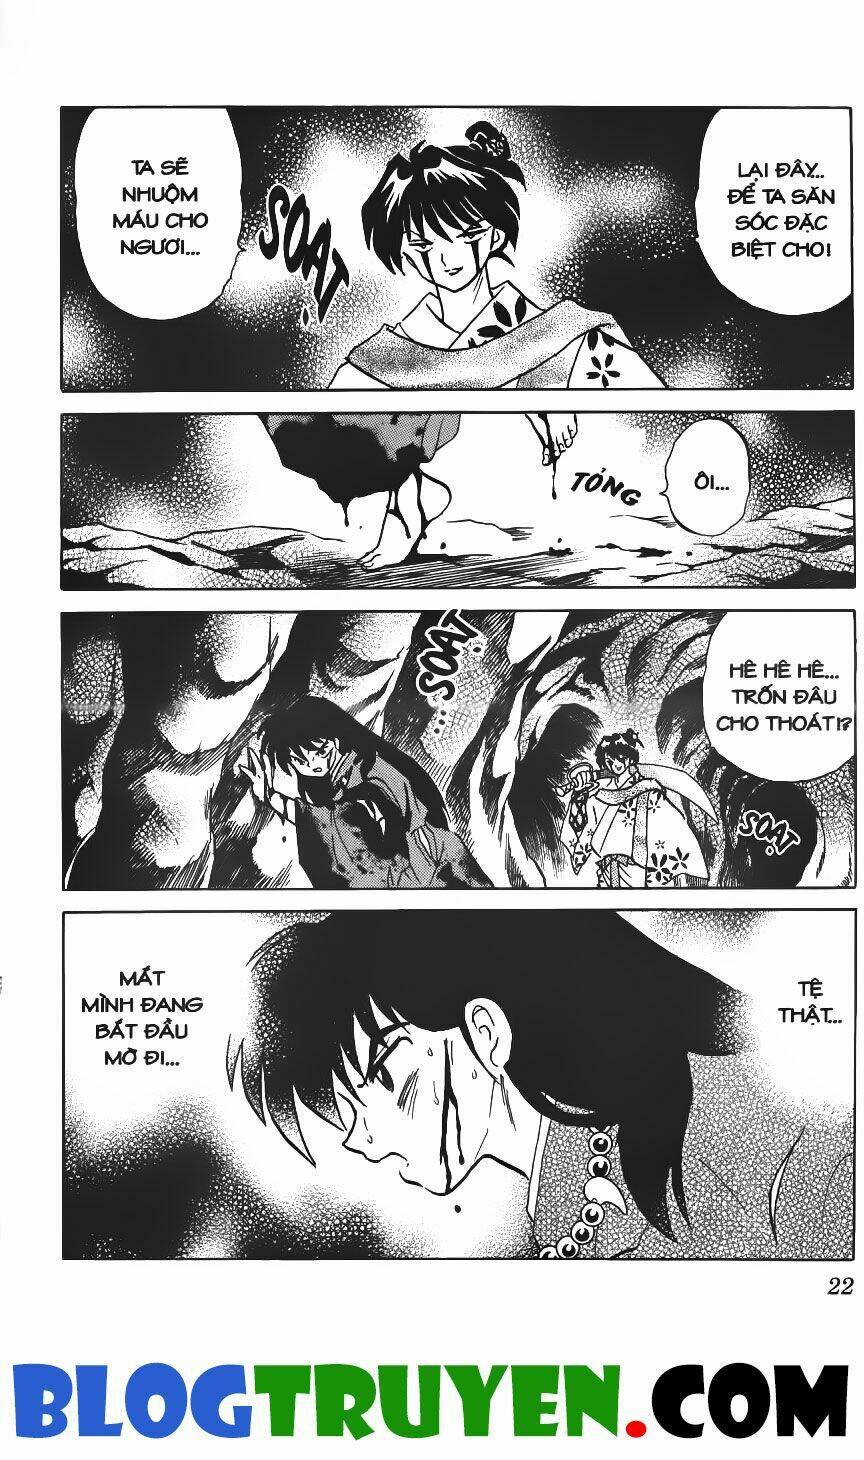 LẠI ĐÂY..
ĐỂ TA SĂN
SÓC ĐẶC
BIỆT CHO!
SOẠT
TA SẼ
NHUỘM
MÁU CHO
NGƯƠI...
ÔI...
TỎNG
HÊ HÊ HÊ...
TRỐN ĐÂU
CHO THOÁT!?
SOẠT
SOẠT
TỆ
THẬT...
MẮT
MÌNH ĐANG
BẮT ĐẦU
MỜ ĐI...
22
BLOGTRUYEN.COM